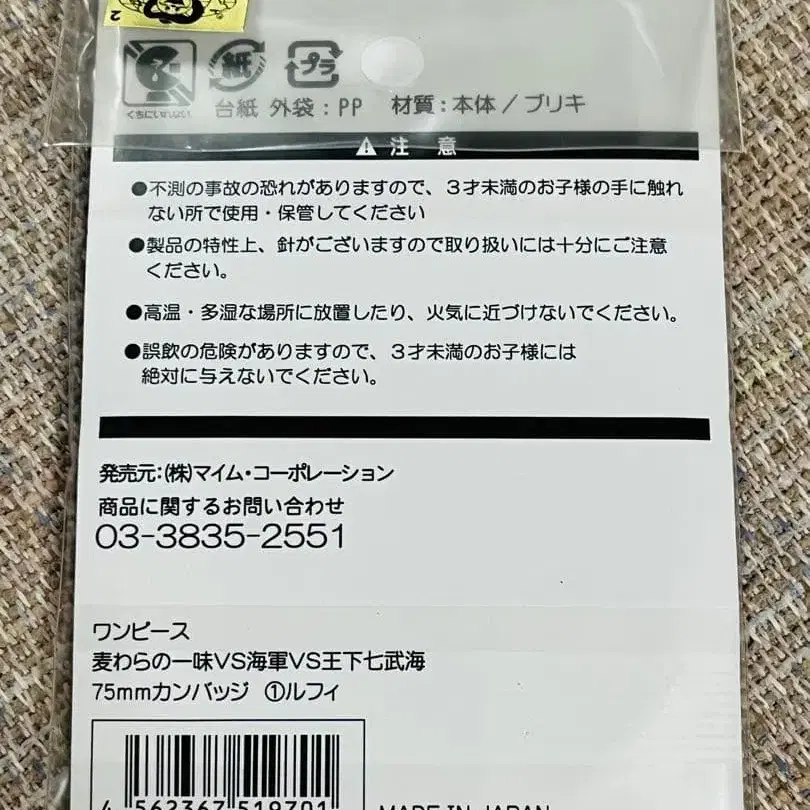 2
くちにいれない
紙
プラ
台紙 外袋：PP 材質：本体／ブリキ
注 意
●不測の事故の恐れがありますので、３才未満のお子様の手に触れ
ない所で使用・保管してください
●製品の特性上、針がございますので取り扱いには十分にご注意
ください。
●高温・多湿な場所に放置したり、火気に近づけないでください。
●誤飲の危険がありますので、３才未満のお子様には
絶対に与えないでください。
発売元：(株)マイム・コーポレーション
商品に関するお問い合わせ
03-3835-2551
ワンピース
麦わらの一味VS海軍VS王下七武海
75mmカンバッジ ①ルフィ
4 562367 519701
MADE IN JAPAN